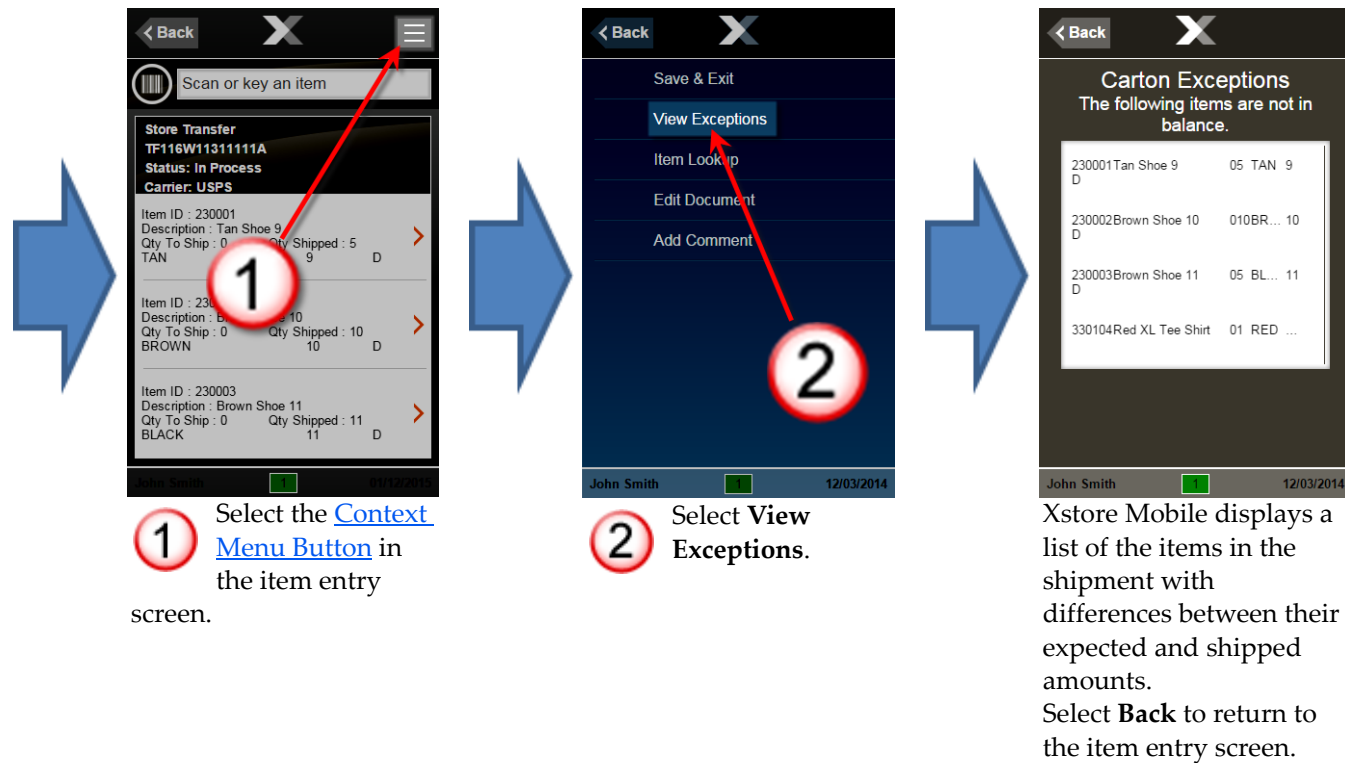 Back
Scan or key an item
Store Transfer
TF116W11311111A
Status: In Process
Carrier: USPS
Item ID : 230001
Description : Tan Shoe 9
Qty To Ship : 0 Qty Shipped : 5
TAN 9 D
Item ID : 230
Description : 10
Qty To Ship : 0 Qty Shipped : 10
BROWN 10 D
Item ID : 230003
Description : Brown Shoe 11
Qty To Ship : 0 Qty Shipped : 11
BLACK 11 D
John Smith 1 01/12/2015
1
1 Select the Context
Menu Button in
the item entry
screen.
Back
Save & Exit
View Exceptions
Item Lookup
Edit Document
Add Comment
2
John Smith 1 12/03/2014
2 Select View
Exceptions.
Back
Carton Exceptions
The following items are not in
balance.
230001Tan Shoe 9 05 TAN 9
D
230002Brown Shoe 10 010BR... 10
D
230003Brown Shoe 11 05 BL... 11
D
330104Red XL Tee Shirt 01 RED ...
John Smith 1 12/03/2014
Xstore Mobile displays a
list of the items in the
shipment with
differences between their
expected and shipped
amounts.
Select Back to return to
the item entry screen.